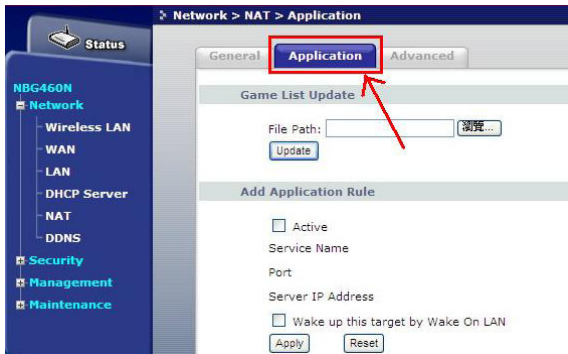 Network > NAT > Application
Status
General Application Advanced
NBG460N
Network
Wireless LAN
WAN
LAN
DHCP Server
NAT
DDNS
Security
Management
Maintenance
Game List Update
File Path: 瀏覽...
Update
Add Application Rule
Active
Service Name
Port
Server IP Address
Wake up this target by Wake On LAN
Apply Reset